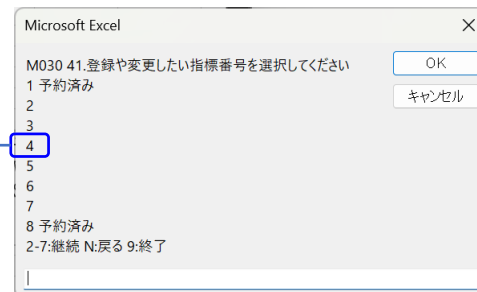 Microsoft Excel
M030 41.登録や変更したい指標番号を選択してください
OK
キャンセル
1 予約済み
2
3
4
5
6
7
8 予約済み
2-7:継続 N:戻る 9:終了